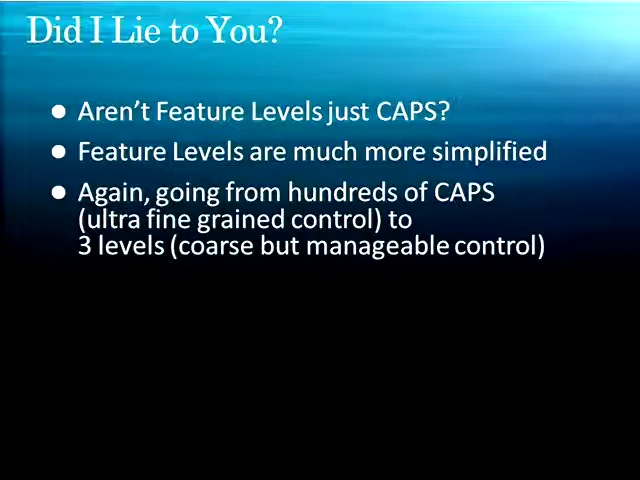 Did I Lie to You?
● Aren't Feature Levels just CAPS?
● Feature Levels are much more simplified
● Again, going from hundreds of CAPS
(ultra fine grained control) to
3 levels (coarse but manageable control)